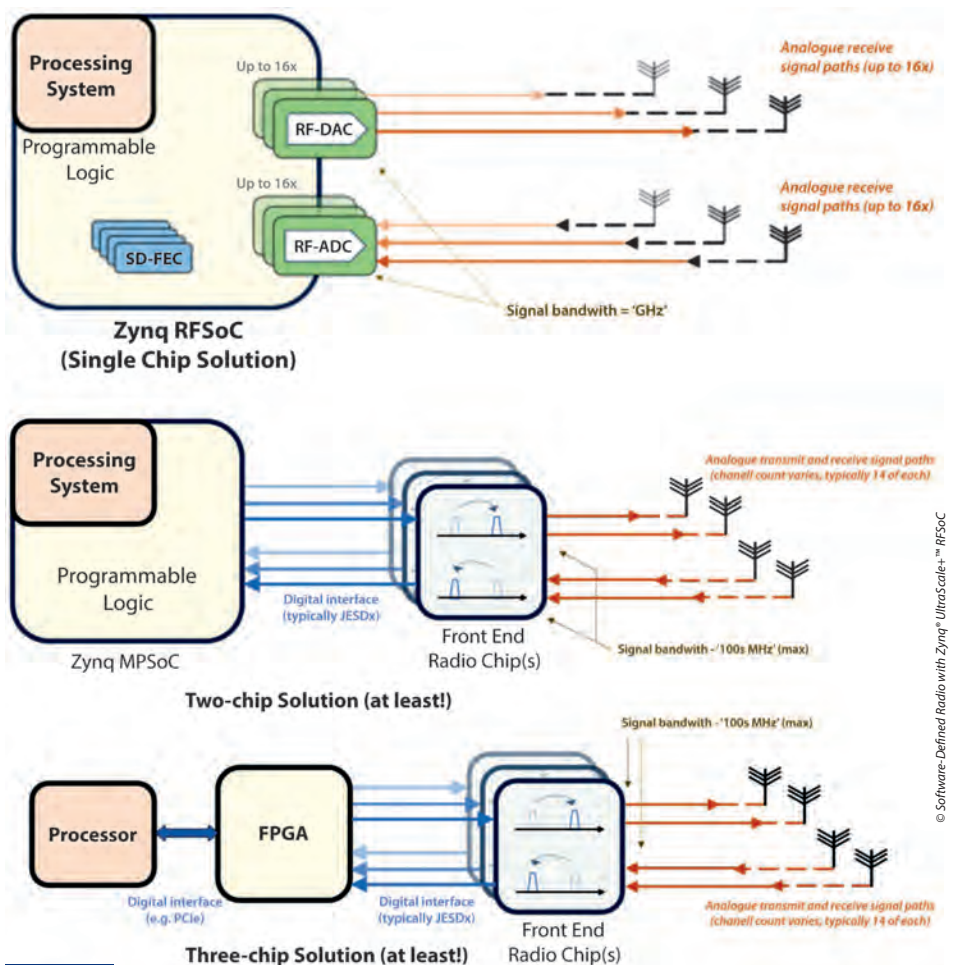 Processing
System
Programmable
Logic
SD-FEC
Up to 16x
RF-DAC
Up to 16x
RF-ADC
Analogue receive
signal paths (up to 16x)
Analogue receive
signal paths (up to 16x)
Signal bandwith = 'GHz'
Zynq RFSoC
(Single Chip Solution)
Processing
System
Programmable
Logic
Zynq MPSoC
Digital interface
(typically JESDx)
Front End
Radio Chip(s)
Analogue transmit and receive signal paths
(chanell count varies, typically 14 of each)
Signal bandwith -'100s MHz' (max)
Two-chip Solution (at least!)
Signal bandwith -'100s MHz' (max)
Processor
FPGA
Digital interface
(e.g. PCIe)
Digital interface
(typically JESDx)
Front End
Radio Chip(s)
Analogue transmit and receive signal paths
(chanell count varies, typically 14 of each)
Three-chip Solution (at least!)
© Software-Defined Radio with Zynq® UltraScale+™ RFSoC